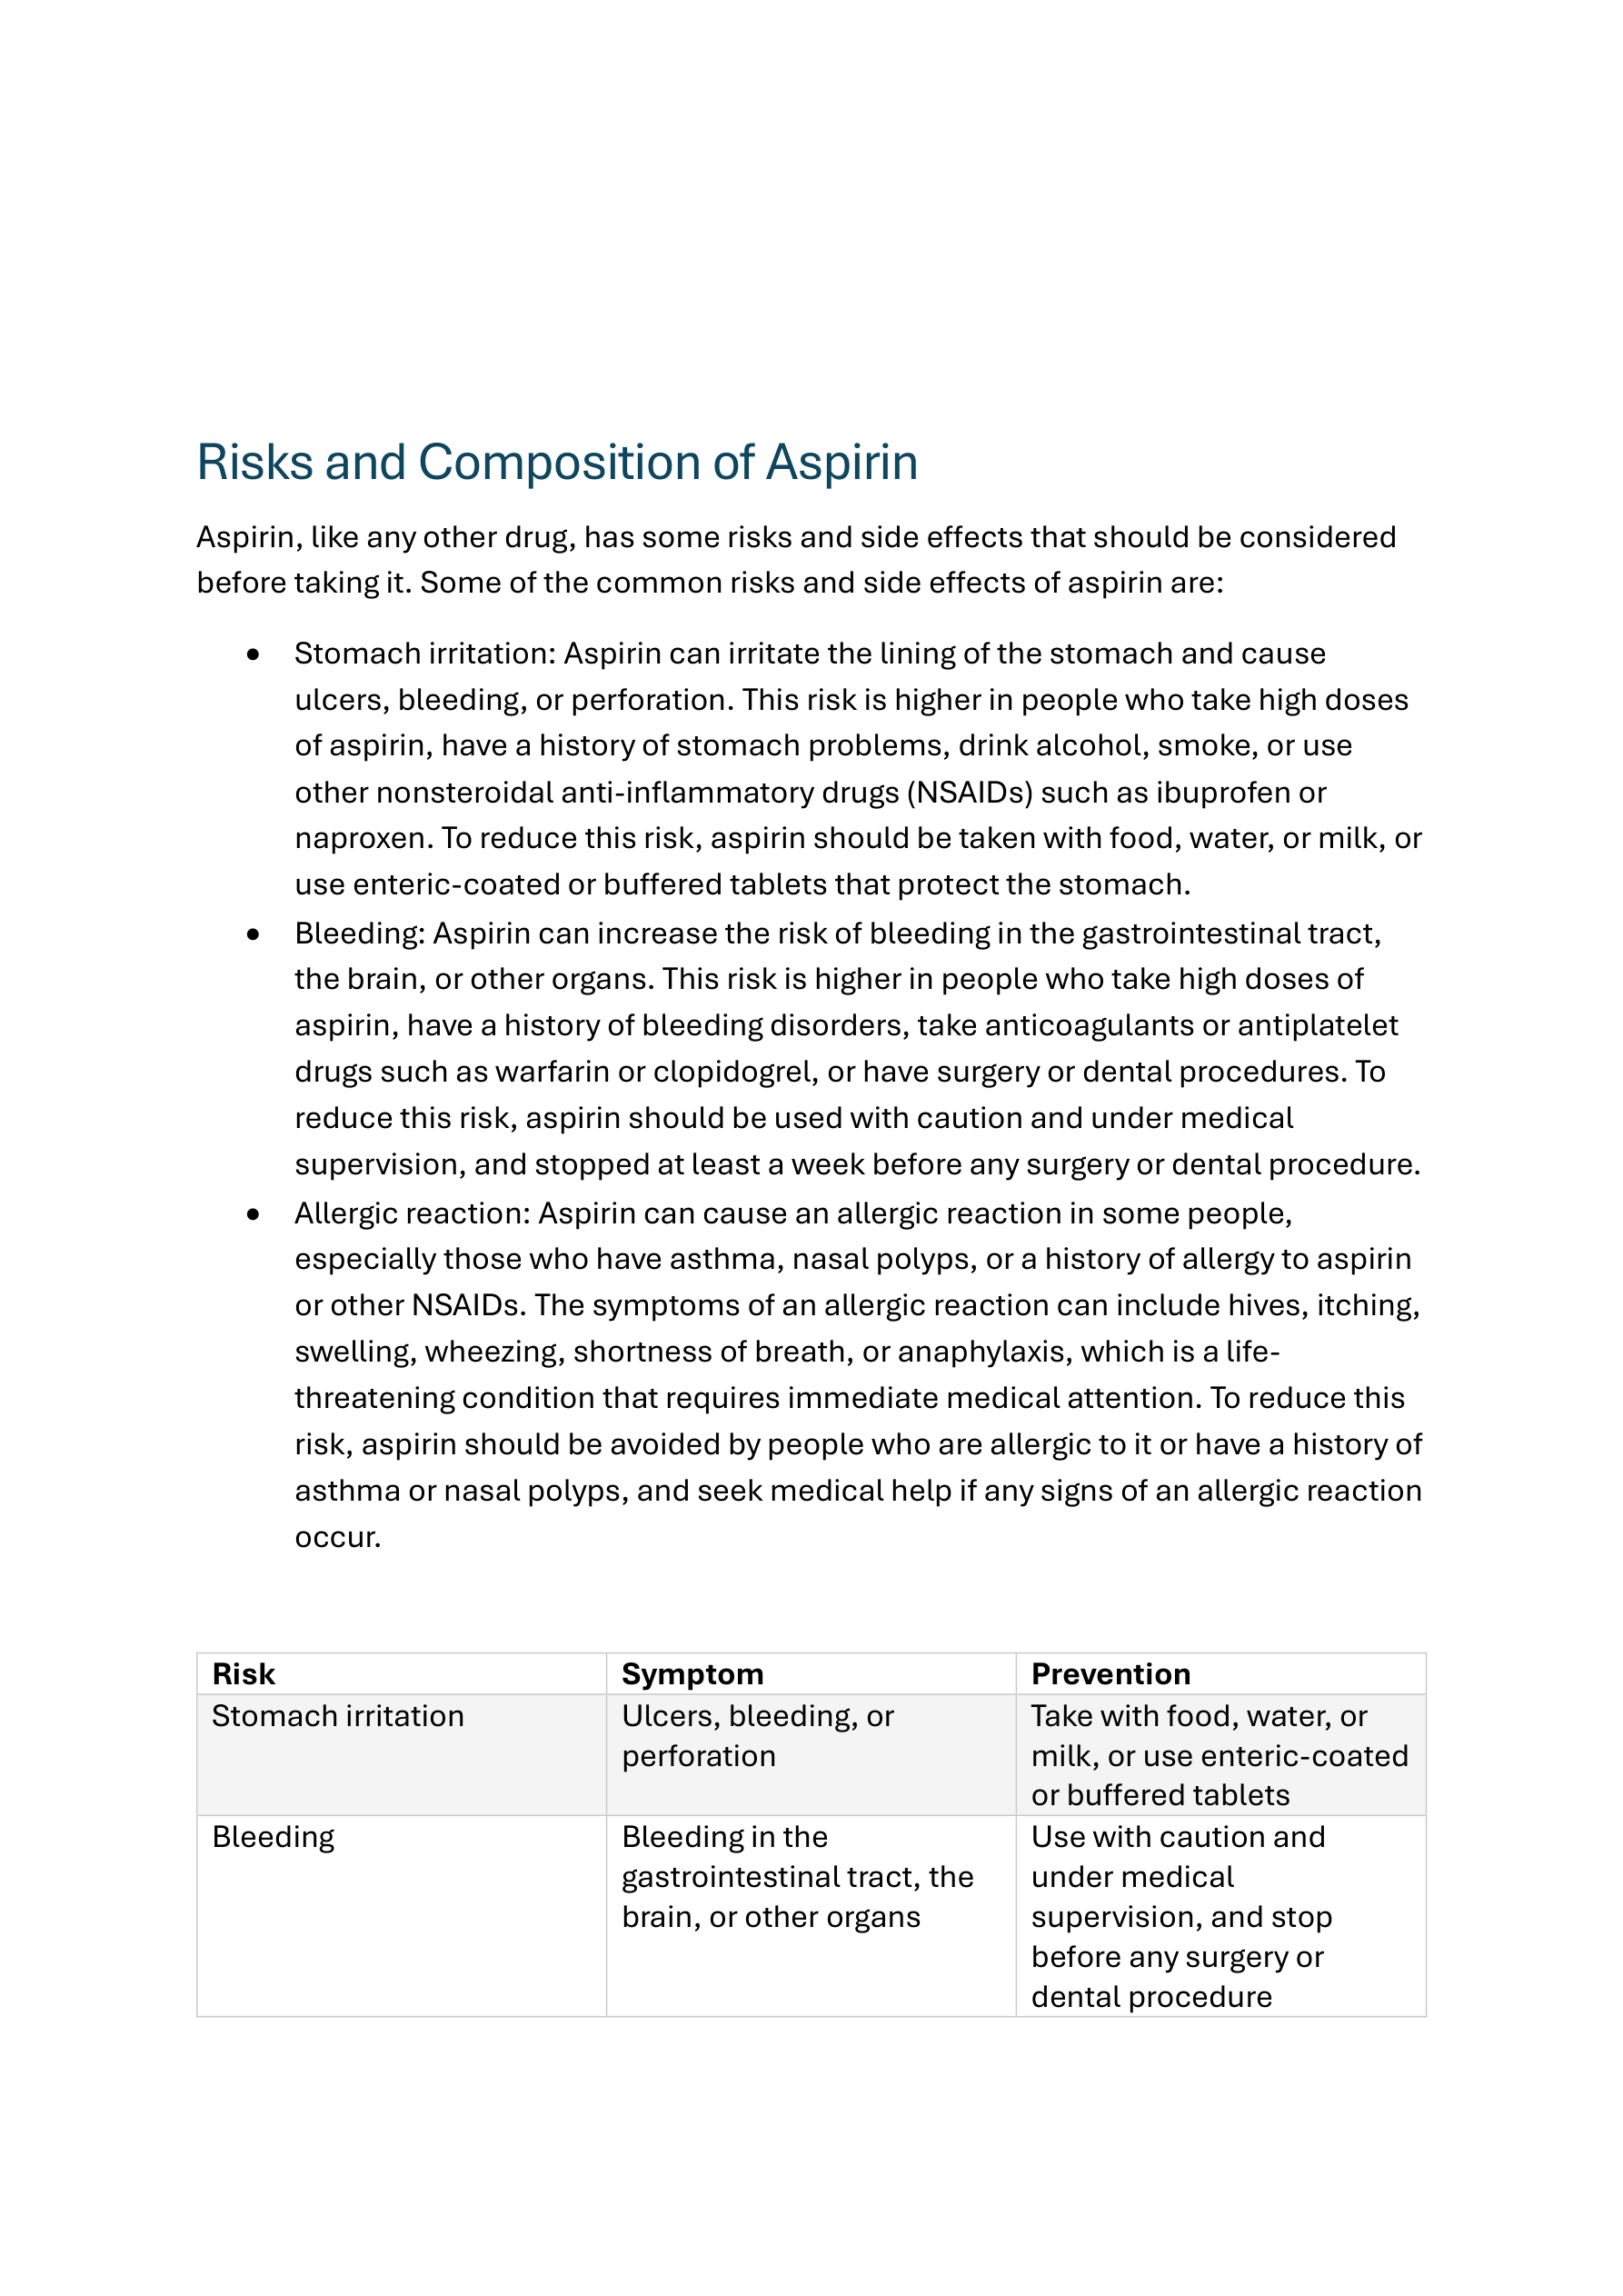 Risks and Composition of Aspirin
Aspirin, like any other drug, has some risks and side effects that should be considered
before taking it. Some of the common risks and side effects of aspirin are:
• Stomach irritation: Aspirin can irritate the lining of the stomach and cause
ulcers, bleeding, or perforation. This risk is higher in people who take high doses
of aspirin, have a history of stomach problems, drink alcohol, smoke, or use
other nonsteroidal anti-inflammatory drugs (NSAIDs) such as ibuprofen or
naproxen. To reduce this risk, aspirin should be taken with food, water, or milk, or
use enteric-coated or buffered tablets that protect the stomach.
• Bleeding: Aspirin can increase the risk of bleeding in the gastrointestinal tract,
the brain, or other organs. This risk is higher in people who take high doses of
aspirin, have a history of bleeding disorders, take anticoagulants or antiplatelet
drugs such as warfarin or clopidogrel, or have surgery or dental procedures. To
reduce this risk, aspirin should be used with caution and under medical
supervision, and stopped at least a week before any surgery or dental procedure.
• Allergic reaction: Aspirin can cause an allergic reaction in some people,
especially those who have asthma, nasal polyps, or a history of allergy to aspirin
or other NSAIDs. The symptoms of an allergic reaction can include hives, itching,
swelling, wheezing, shortness of breath, or anaphylaxis, which is a life-
threatening condition that requires immediate medical attention. To reduce this
risk, aspirin should be avoided by people who are allergic to it or have a history of
asthma or nasal polyps, and seek medical help if any signs of an allergic reaction
occur.
Risk Symptom Prevention
Stomach irritation
Ulcers, bleeding, or
perforation
Take with food, water, or
milk, or use enteric-coated
or buffered tablets
Bleeding
Bleeding in the
gastrointestinal tract, the
brain, or other organs
Use with caution and
under medical
supervision, and stop
before any surgery or
dental procedure